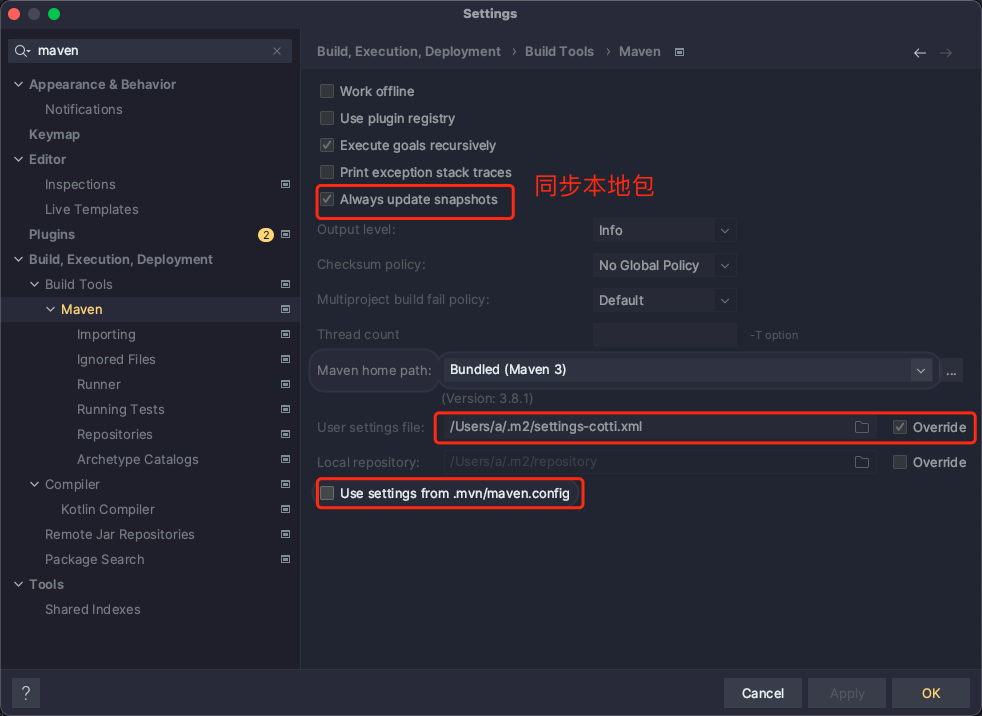 Settings
maven
Appearance & Behavior
Notifications
Keymap
Editor
Inspections
Live Templates
Plugins 2
Build, Execution, Deployment
Build Tools
Maven
Importing
Ignored Files
Runner
Running Tests
Repositories
Archetype Catalogs
Compiler
Kotlin Compiler
Remote Jar Repositories
Package Search
Tools
Shared Indexes
Build, Execution, Deployment › Build Tools › Maven
Work offline
Use plugin registry
Execute goals recursively
Print exception stack traces
Always update snapshots
同步本地包
Output level: Info
Checksum policy: No Global Policy
Multiproject build fail policy: Default
Thread count -T option
Maven home path: Bundled (Maven 3) ...
(Version: 3.8.1)
User settings file: /Users/a/.m2/settings-cotti.xml Override
Local repository: /Users/a/.m2/repository Override
Use settings from .mvn/maven.config
? Cancel Apply OK